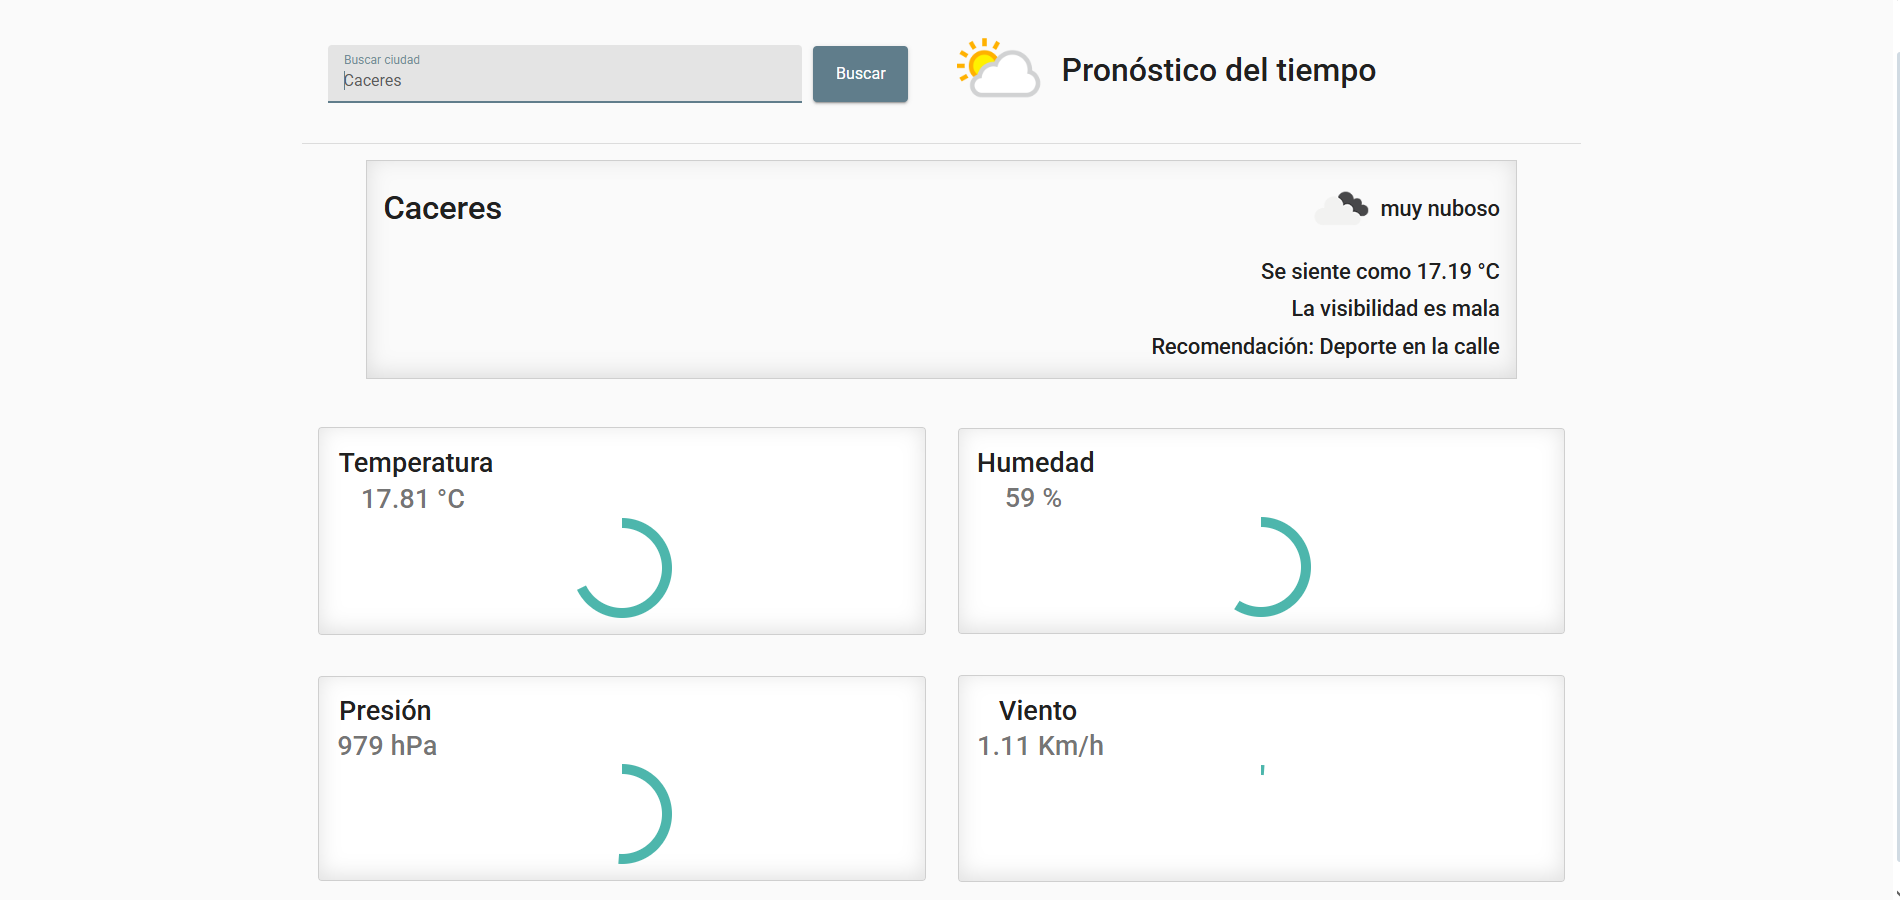 Buscar ciudad
Caceres
Buscar
Pronóstico del tiempo
Caceres
muy nuboso
Se siente como 17.19 °C
La visibilidad es mala
Recomendación: Deporte en la calle
Temperatura
17.81 °C
Humedad
59 %
Presión
979 hPa
Viento
1.11 Km/h